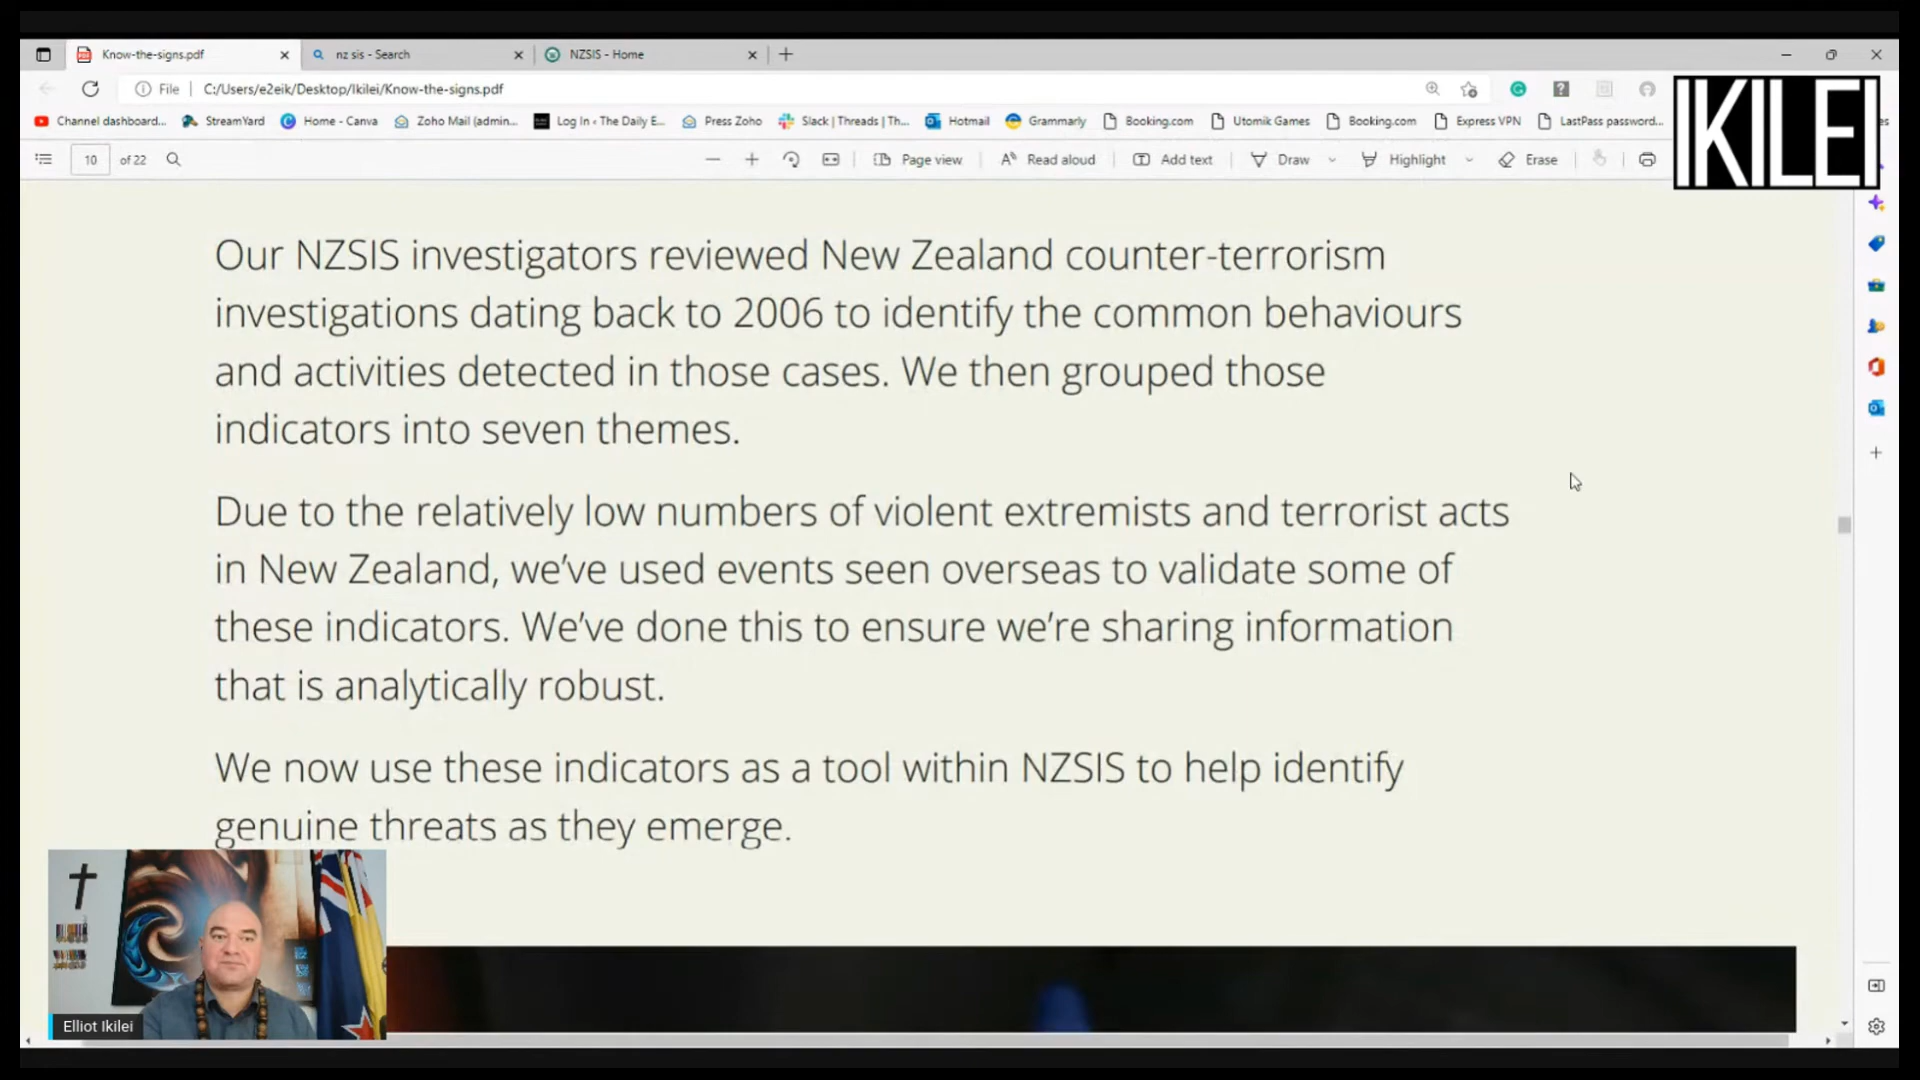 Know-the-signs.pdf
nz sis - Search
NZSIS - Home
File
C:/Users/e2eik/Desktop/Ikilei/Know-the-signs.pdf
IKILEI
Channel dashboard...
StreamYard
Home - Canva
Zoho Mail (admin...
Log In ‹ The Daily E...
Press Zoho
Slack | Threads | Th...
Hotmail
Grammarly
Booking.com
Utomik Games
Booking.com
Express VPN
LastPass password...
10 of 22
Page view
Read aloud
Add text
Draw
Highlight
Erase
Our NZSIS investigators reviewed New Zealand counter-terrorism
investigations dating back to 2006 to identify the common behaviours
and activities detected in those cases. We then grouped those
indicators into seven themes.
Due to the relatively low numbers of violent extremists and terrorist acts
in New Zealand, we've used events seen overseas to validate some of
these indicators. We've done this to ensure we're sharing information
that is analytically robust.
We now use these indicators as a tool within NZSIS to help identify
genuine threats as they emerge.
Elliot Ikilei